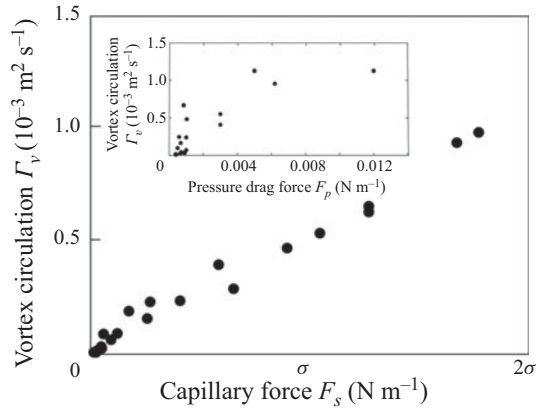 1.5
1.0
0.5
0
Vortex circulation Γv (10⁻³ m² s⁻¹)
1.5
1.0
0.5
0
Vortex circulation
Γv (10⁻³ m² s⁻¹)
0.004 0.008 0.012
Pressure drag force Fp (N m⁻¹)
σ 2σ
Capillary force Fs (N m⁻¹)